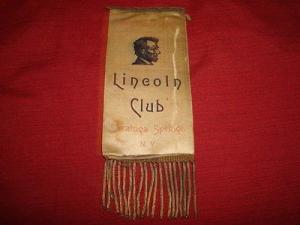 Lincoln
Club
Saratoga Springs
N.Y.